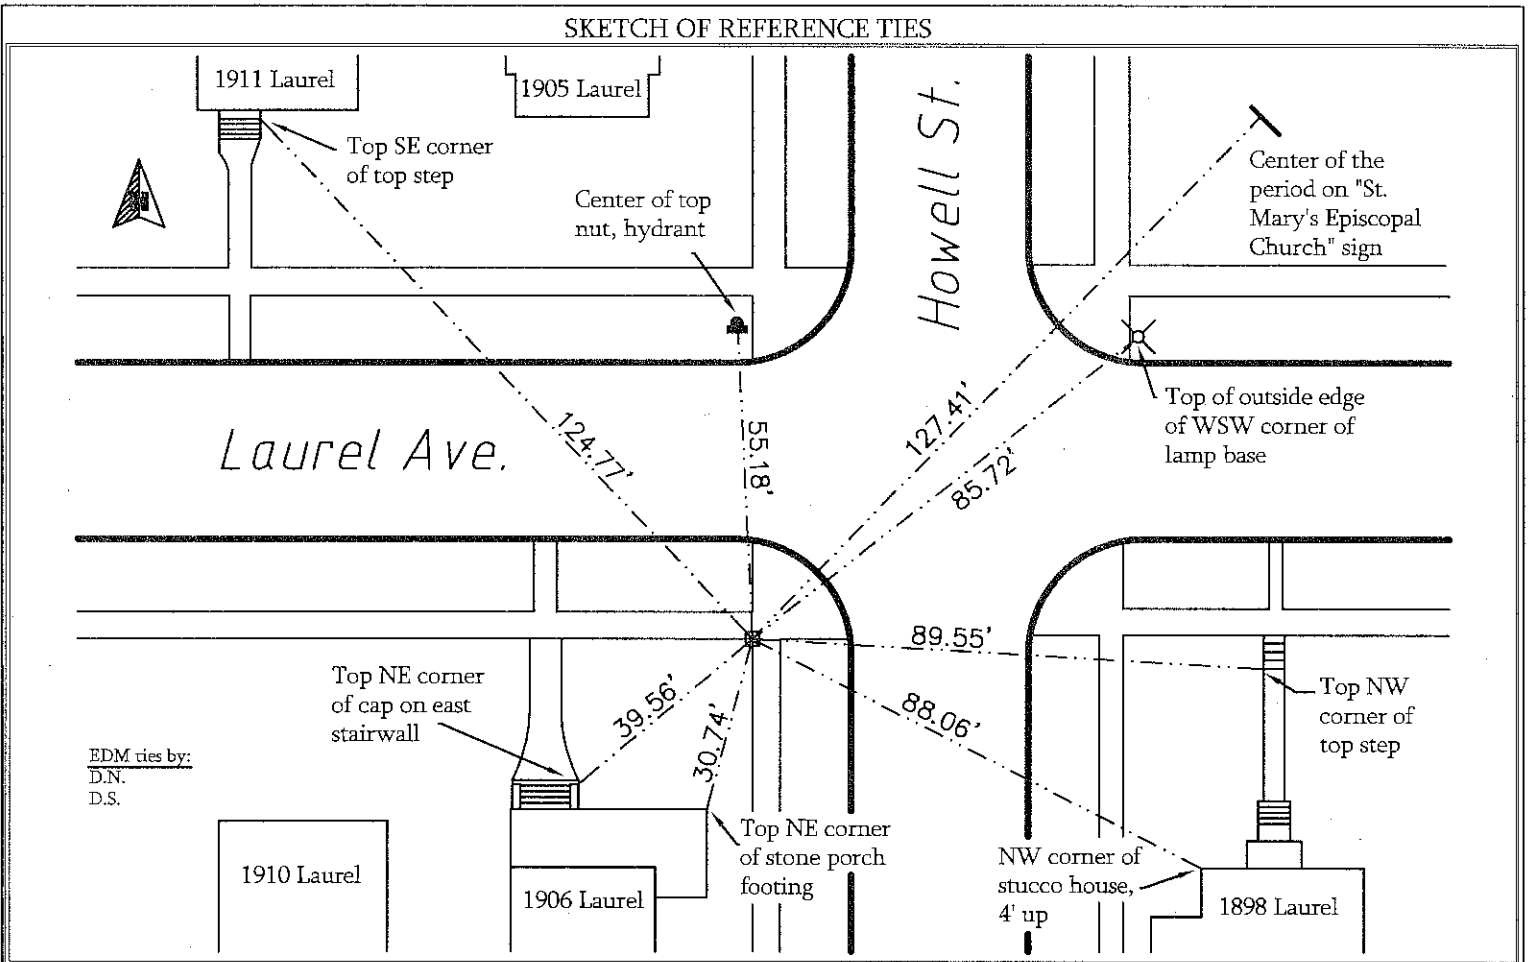 SKETCH OF REFERENCE TIES
1911 Laurel
1905 Laurel
Howell St.
Top SE corner
of top step
Center of top
nut, hydrant
Center of the
period on "St.
Mary's Episcopal
Church" sign
Laurel Ave.
124.77'
55.18'
127.41'
85.72'
Top of outside edge
of WSW corner of
lamp base
89.55'
88.06'
39.56'
30.74'
Top NE corner
of cap on east
stairwall
Top NW
corner of
top step
EDM ties by:
D.N.
D.S.
Top NE corner
of stone porch
footing
NW corner of
stucco house,
4' up
1910 Laurel
1906 Laurel
1898 Laurel